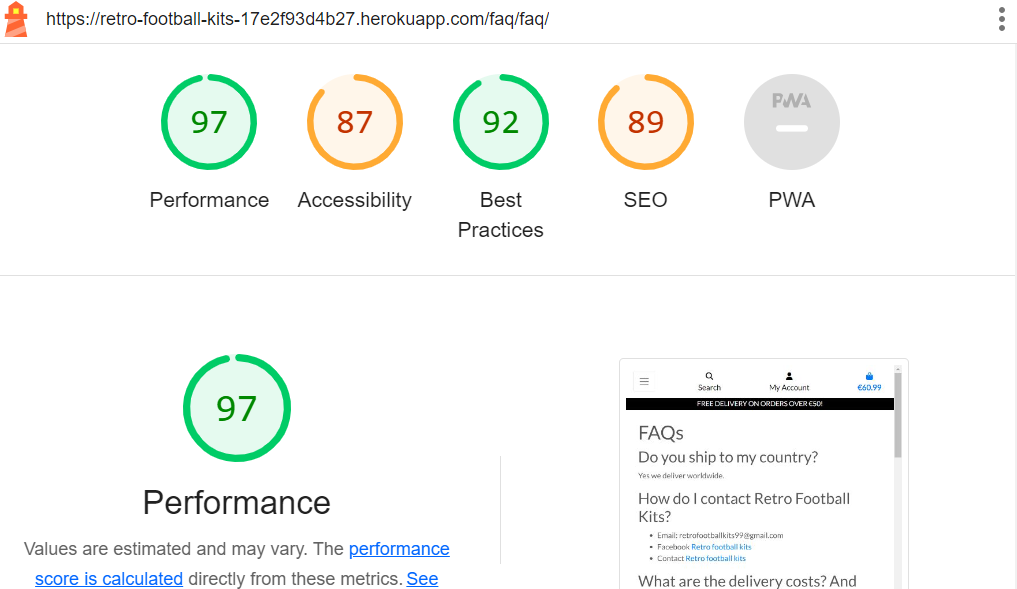 https://retro-football-kits-17e2f93d4b27.herokuapp.com/faq/faq/
97
87
92
89
PWA
Performance
Accessibility
Best
Practices
SEO
PWA
97
Performance
Values are estimated and may vary. The performance
score is calculated directly from these metrics. See
Search
My Account
€60.99
FREE DELIVERY ON ORDERS OVER €50!
FAQs
Do you ship to my country?
Yes we deliver worldwide.
How do I contact Retro Football
Kits?
Email: retrofootballkits99@gmail.com
Facebook Retro football kits
Contact Retro football kits
What are the delivery costs? And